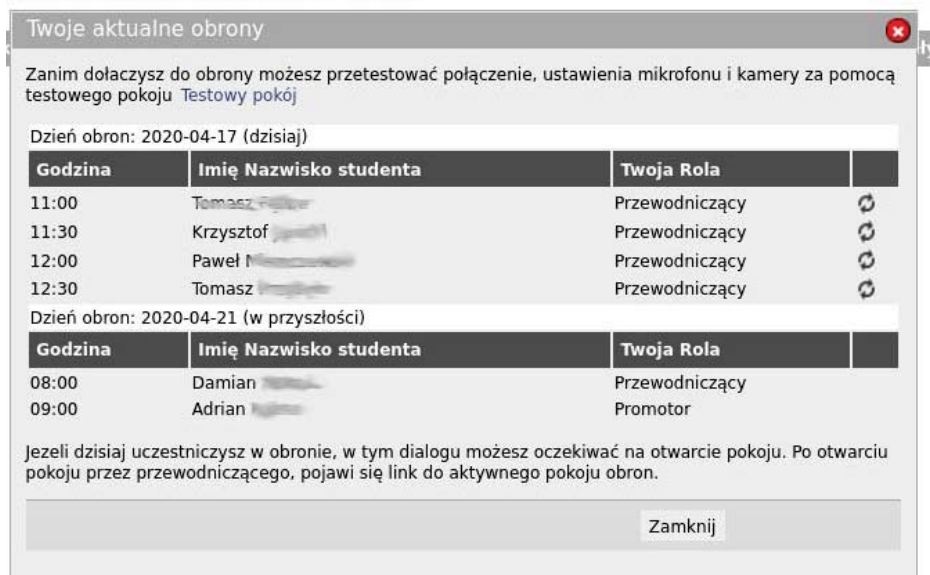 Twoje aktualne obrony
Zanim dołaczysz do obrony możesz przetestować połączenie, ustawienia mikrofonu i kamery za pomocą
testowego pokoju Testowy pokój
Dzień obron: 2020-04-17 (dzisiaj)
Godzina Imię Nazwisko studenta Twoja Rola
11:00 Tomasz Przewodniczący
11:30 Krzysztof Przewodniczący
12:00 Paweł Przewodniczący
12:30 Tomasz Przewodniczący
Dzień obron: 2020-04-21 (w przyszłości)
Godzina Imię Nazwisko studenta Twoja Rola
08:00 Damian Przewodniczący
09:00 Adrian Promotor
Jezeli dzisiaj uczestniczysz w obronie, w tym dialogu możesz oczekiwać na otwarcie pokoju. Po otwarciu
pokoju przez przewodniczącego, pojawi się link do aktywnego pokoju obron.
Zamknij